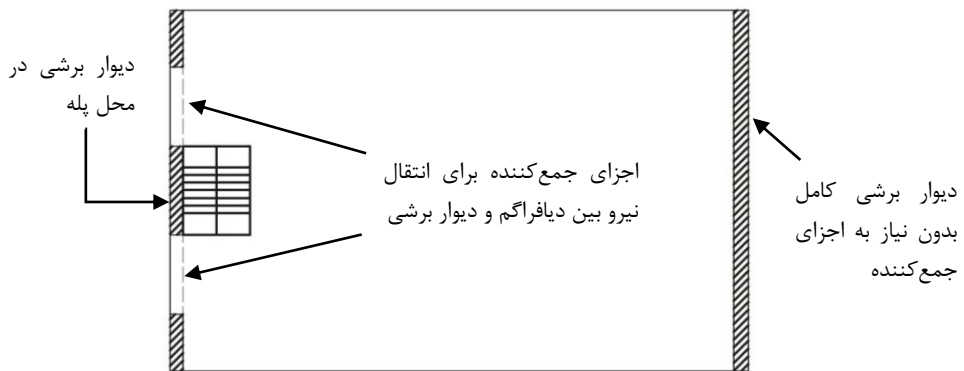 دیوار برشی در
محل پله
اجزای جمع‌کننده برای انتقال
نیرو بین دیافراگم و دیوار برشی
دیوار برشی کامل
بدون نیاز به اجزای
جمع‌کننده